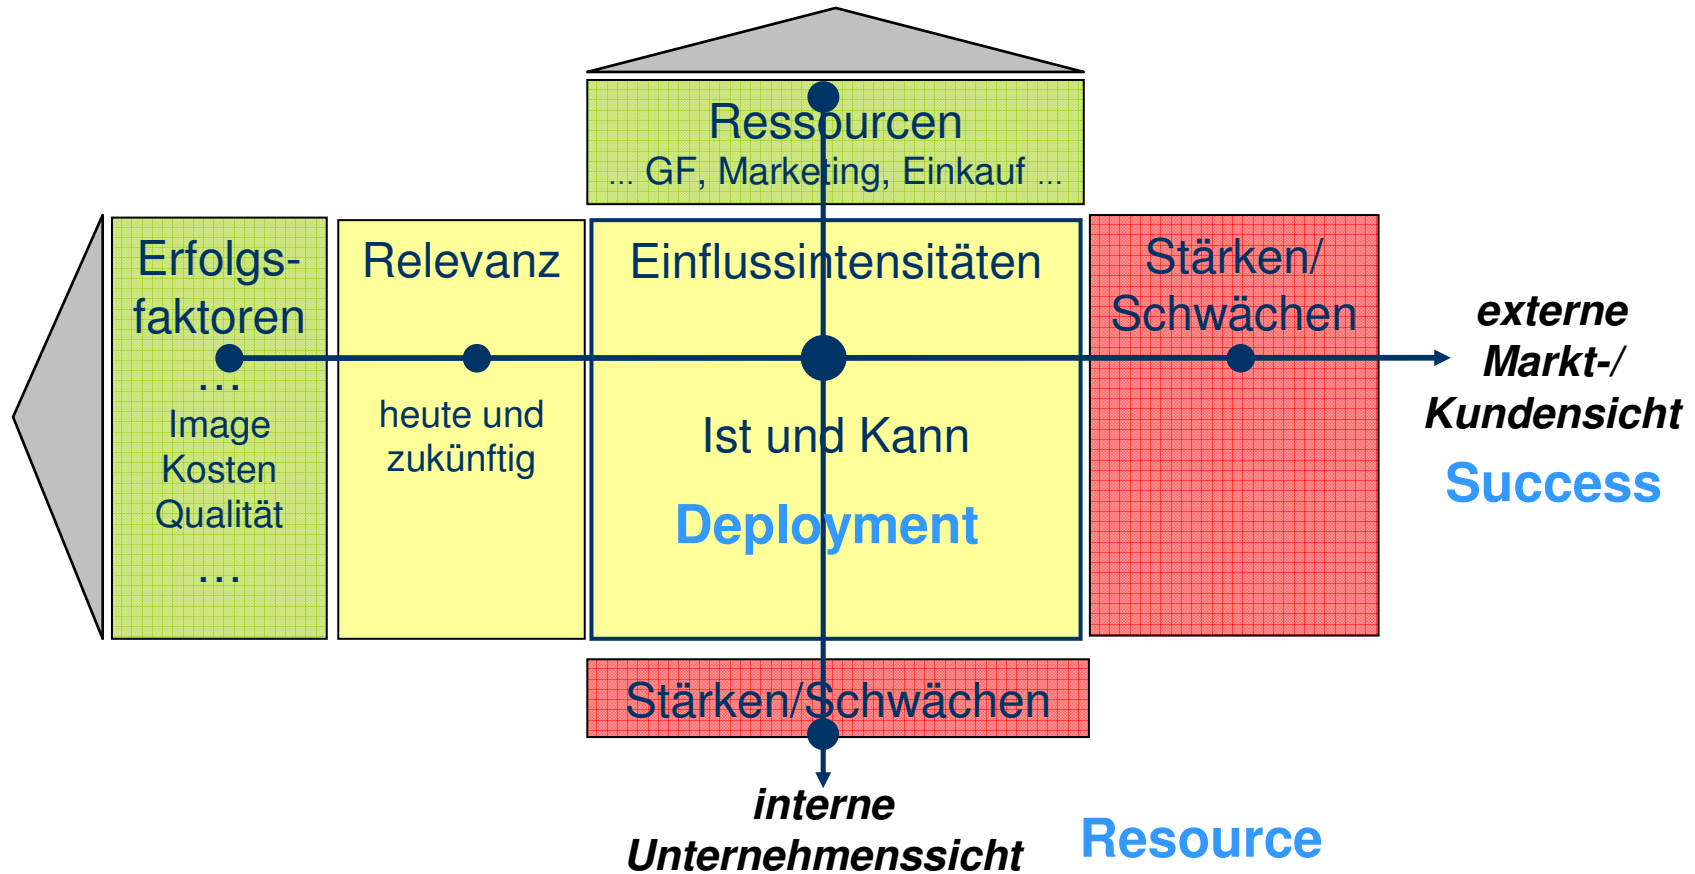 Ressourcen
... GF, Marketing, Einkauf ...
Erfolgs-
faktoren
...
Image
Kosten
Qualität
...
Relevanz
heute und
zukünftig
Einflussintensitäten
Ist und Kann
Deployment
Stärken/
Schwächen
externe
Markt-/
Kundensicht
Success
Stärken/Schwächen
interne
Unternehmenssicht
Resource